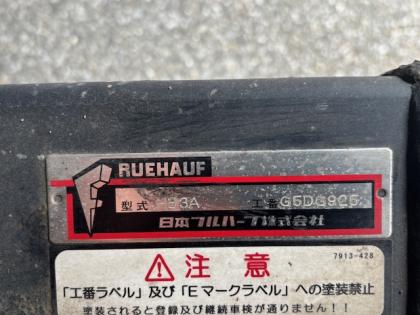 FRUEHAUF
型式 -33A 工番 G5DG925
日本フルハーフ株式会社
7913-428
注意
「工番ラベル」及び「Eマークラベル」への塗装禁止
塗装されると登録及び継続車検が通りません!!